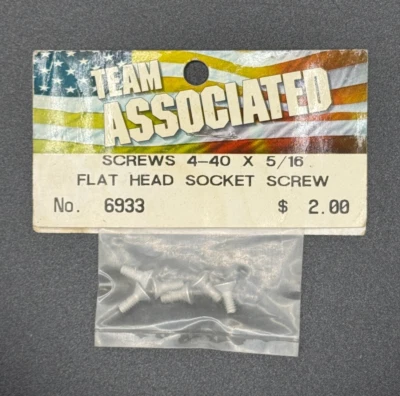 TEAM
ASSOCIATED
SCREWS 4-40 X 5/16
FLAT HEAD SOCKET SCREW
No. 6933 $ 2.00